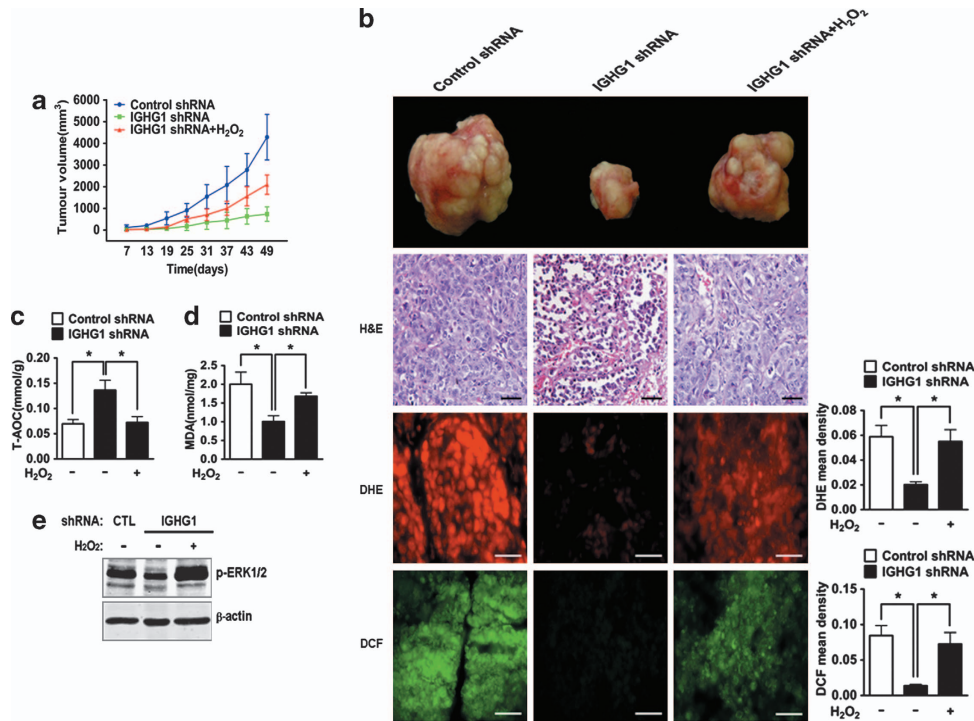 a
Control shRNA
IGHG1 shRNA
IGHG1 shRNA+H2O2
Tumour volume(mm3)
6000
5000
4000
3000
2000
1000
0
7 13 19 25 31 37 43 49
Time(days)
b
Control shRNA
IGHG1 shRNA
IGHG1 shRNA+H2O2
H&E
DHE
DCF
c
Control shRNA
IGHG1 shRNA
T-AOC(mmol/g)
0.20
0.15
0.10
0.05
0.00
* *
H2O2 - - +
d
Control shRNA
IGHG1 shRNA
MDA(nmol/mg)
2.5
2.0
1.5
1.0
0.5
0.0
* *
- - +
e
shRNA: CTL IGHG1
H2O2: - - +
p-ERK1/2
β-actin
Control shRNA
IGHG1 shRNA
DHE mean density
0.08
0.06
0.04
0.02
0.00
* *
H2O2 - - +
Control shRNA
IGHG1 shRNA
DCF mean density
0.15
0.10
0.05
0.00
* *
H2O2 - - +